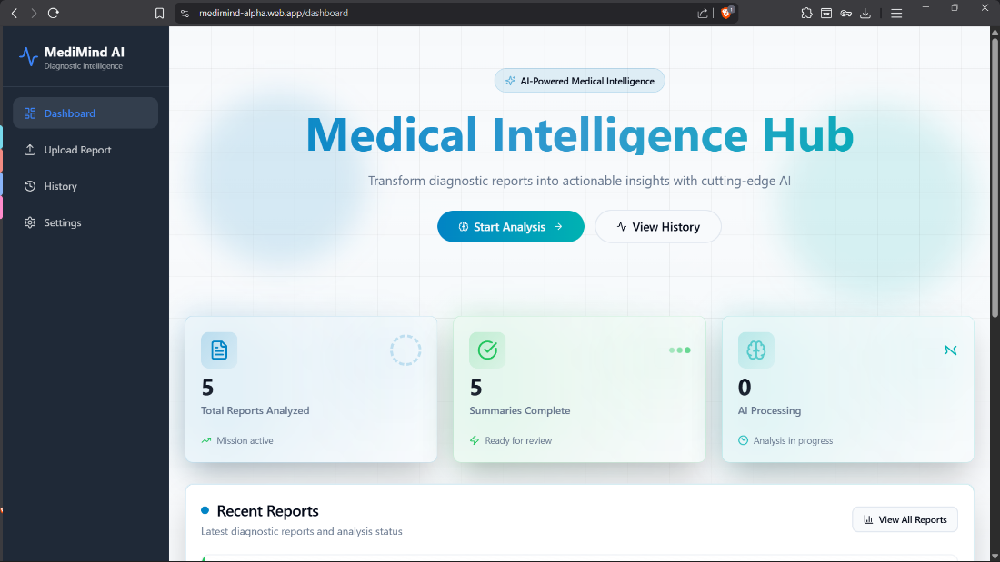 medimind-alpha.web.app/dashboard
MediMind AI
Diagnostic Intelligence
Dashboard
Upload Report
History
Settings
AI-Powered Medical Intelligence
Medical Intelligence Hub
Transform diagnostic reports into actionable insights with cutting-edge AI
Start Analysis
View History
5
Total Reports Analyzed
Mission active
5
Summaries Complete
Ready for review
0
AI Processing
Analysis in progress
Recent Reports
Latest diagnostic reports and analysis status
View All Reports